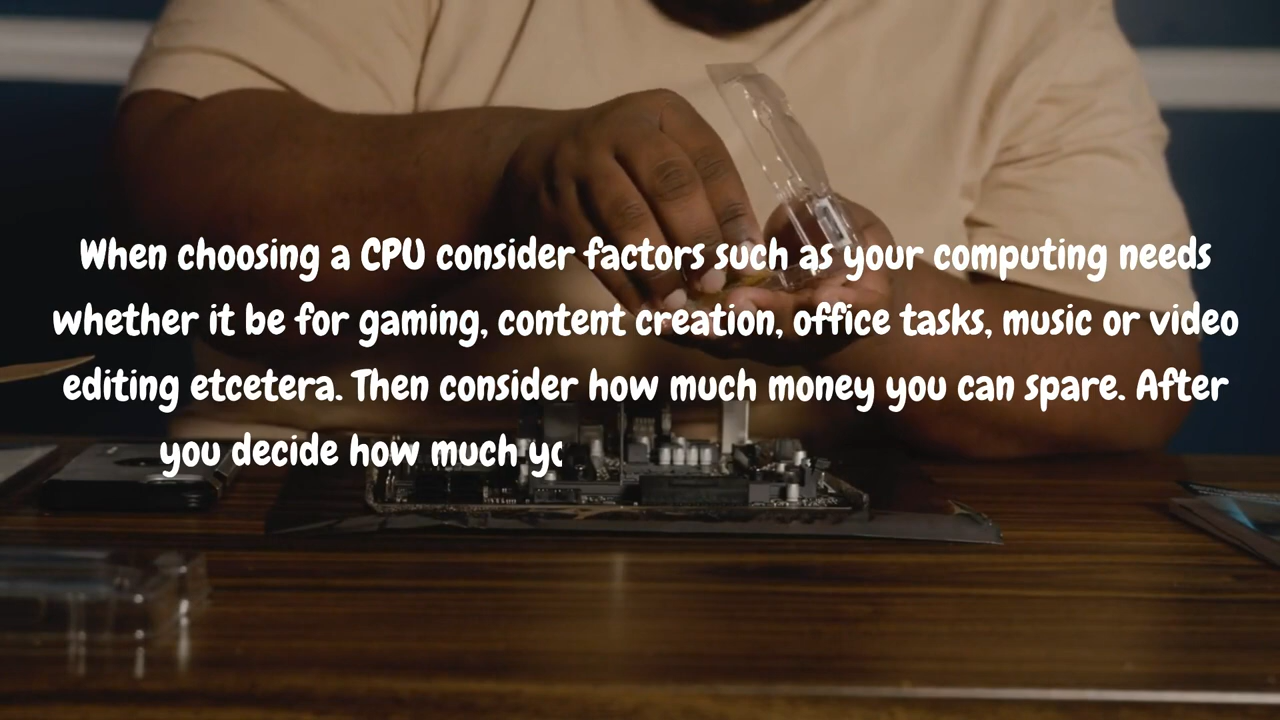 When choosing a CPU consider factors such as your computing needs
whether it be for gaming, content creation, office tasks, music or video
editing etcetera. Then consider how much money you can spare. After
you decide how much